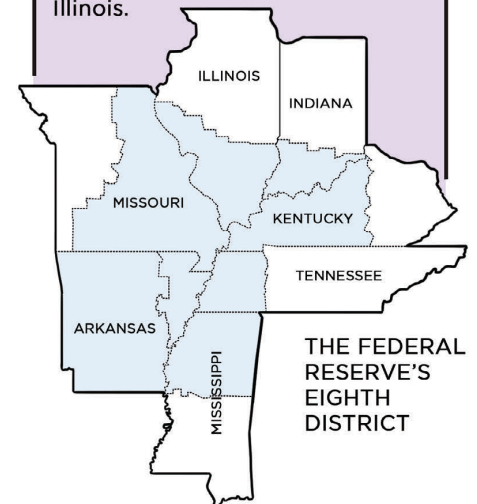 Illinois.
ILLINOIS
INDIANA
MISSOURI
KENTUCKY
TENNESSEE
ARKANSAS
MISSISSIPPI
THE FEDERAL
RESERVE'S
EIGHTH
DISTRICT